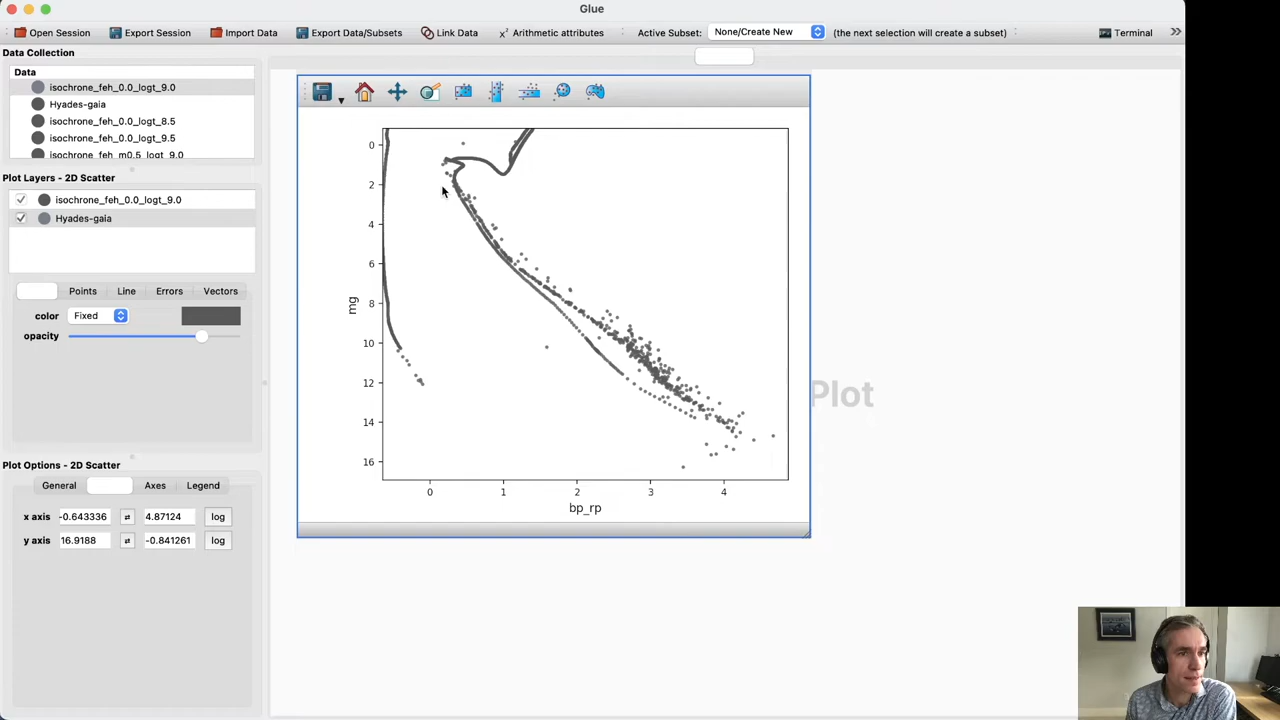 Glue
Open Session Export Session Import Data Export Data/Subsets Link Data x² Arithmetic attributes Active Subset: None/Create New (the next selection will create a subset) Terminal »
Data Collection
Data
isochrone_feh_0.0_logt_9.0
Hyades-gaia
isochrone_feh_0.0_logt_8.5
isochrone_feh_0.0_logt_9.5
isochrone_feh_m0.5_logt_9.0
Plot Layers - 2D Scatter
isochrone_feh_0.0_logt_9.0
Hyades-gaia
Points Line Errors Vectors
color Fixed
opacity
Plot Options - 2D Scatter
General Axes Legend
x axis -0.643336 4.87124 log
y axis 16.9188 -0.841261 log
0
2
4
6
8
10
12
14
16
mg
0 1 2 3 4
bp_rp
Plot